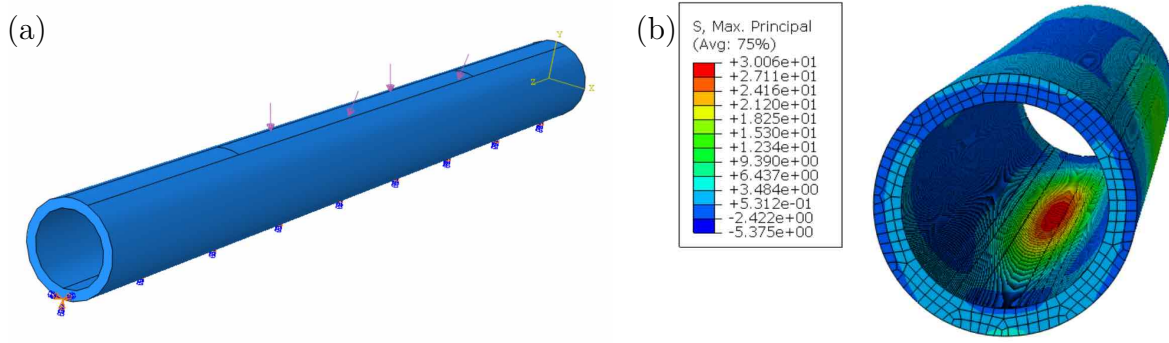 (a)
Y
Z
X
(b)
S, Max. Principal
(Avg: 75%)
+3.006e+01
+2.711e+01
+2.416e+01
+2.120e+01
+1.825e+01
+1.530e+01
+1.234e+01
+9.390e+00
+6.437e+00
+3.484e+00
+5.312e-01
-2.422e+00
-5.375e+00